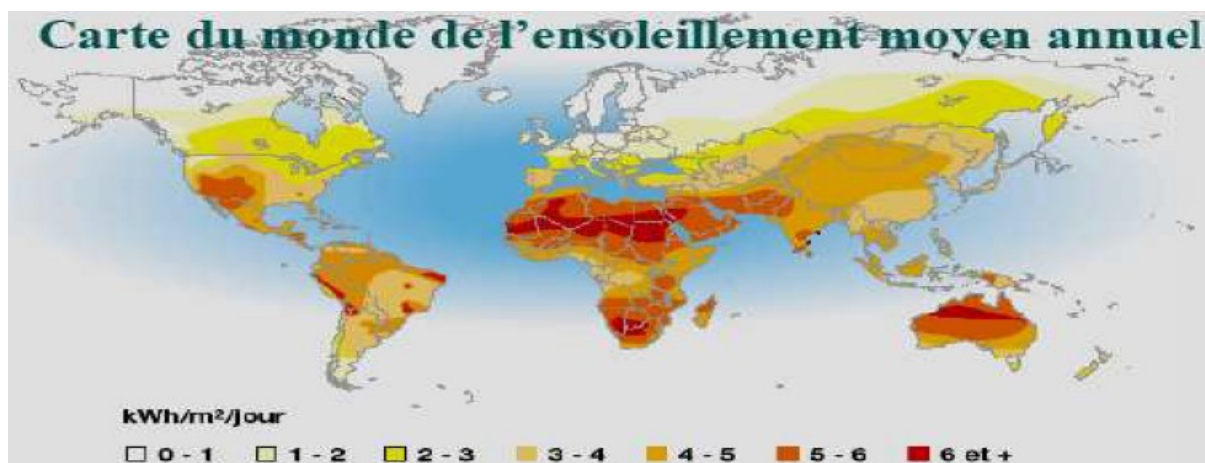 Carte du monde de l'ensoleillement moyen annuel
kWh/m²/jour
0 - 1 1 - 2 2 - 3 3 - 4 4 - 5 5 - 6 6 et +